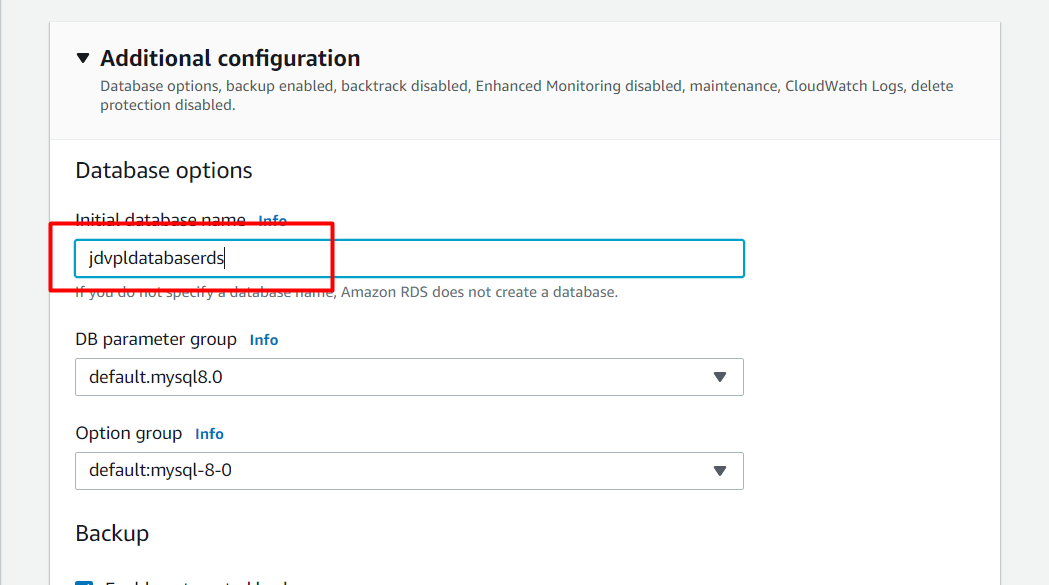 Additional configuration
Database options, backup enabled, backtrack disabled, Enhanced Monitoring disabled, maintenance, CloudWatch Logs, delete
protection disabled.
Database options
Initial database name Info
jdvpldatabaserds
If you do not specify a database name, Amazon RDS does not create a database.
DB parameter group Info
default.mysql8.0
Option group Info
default:mysql-8-0
Backup